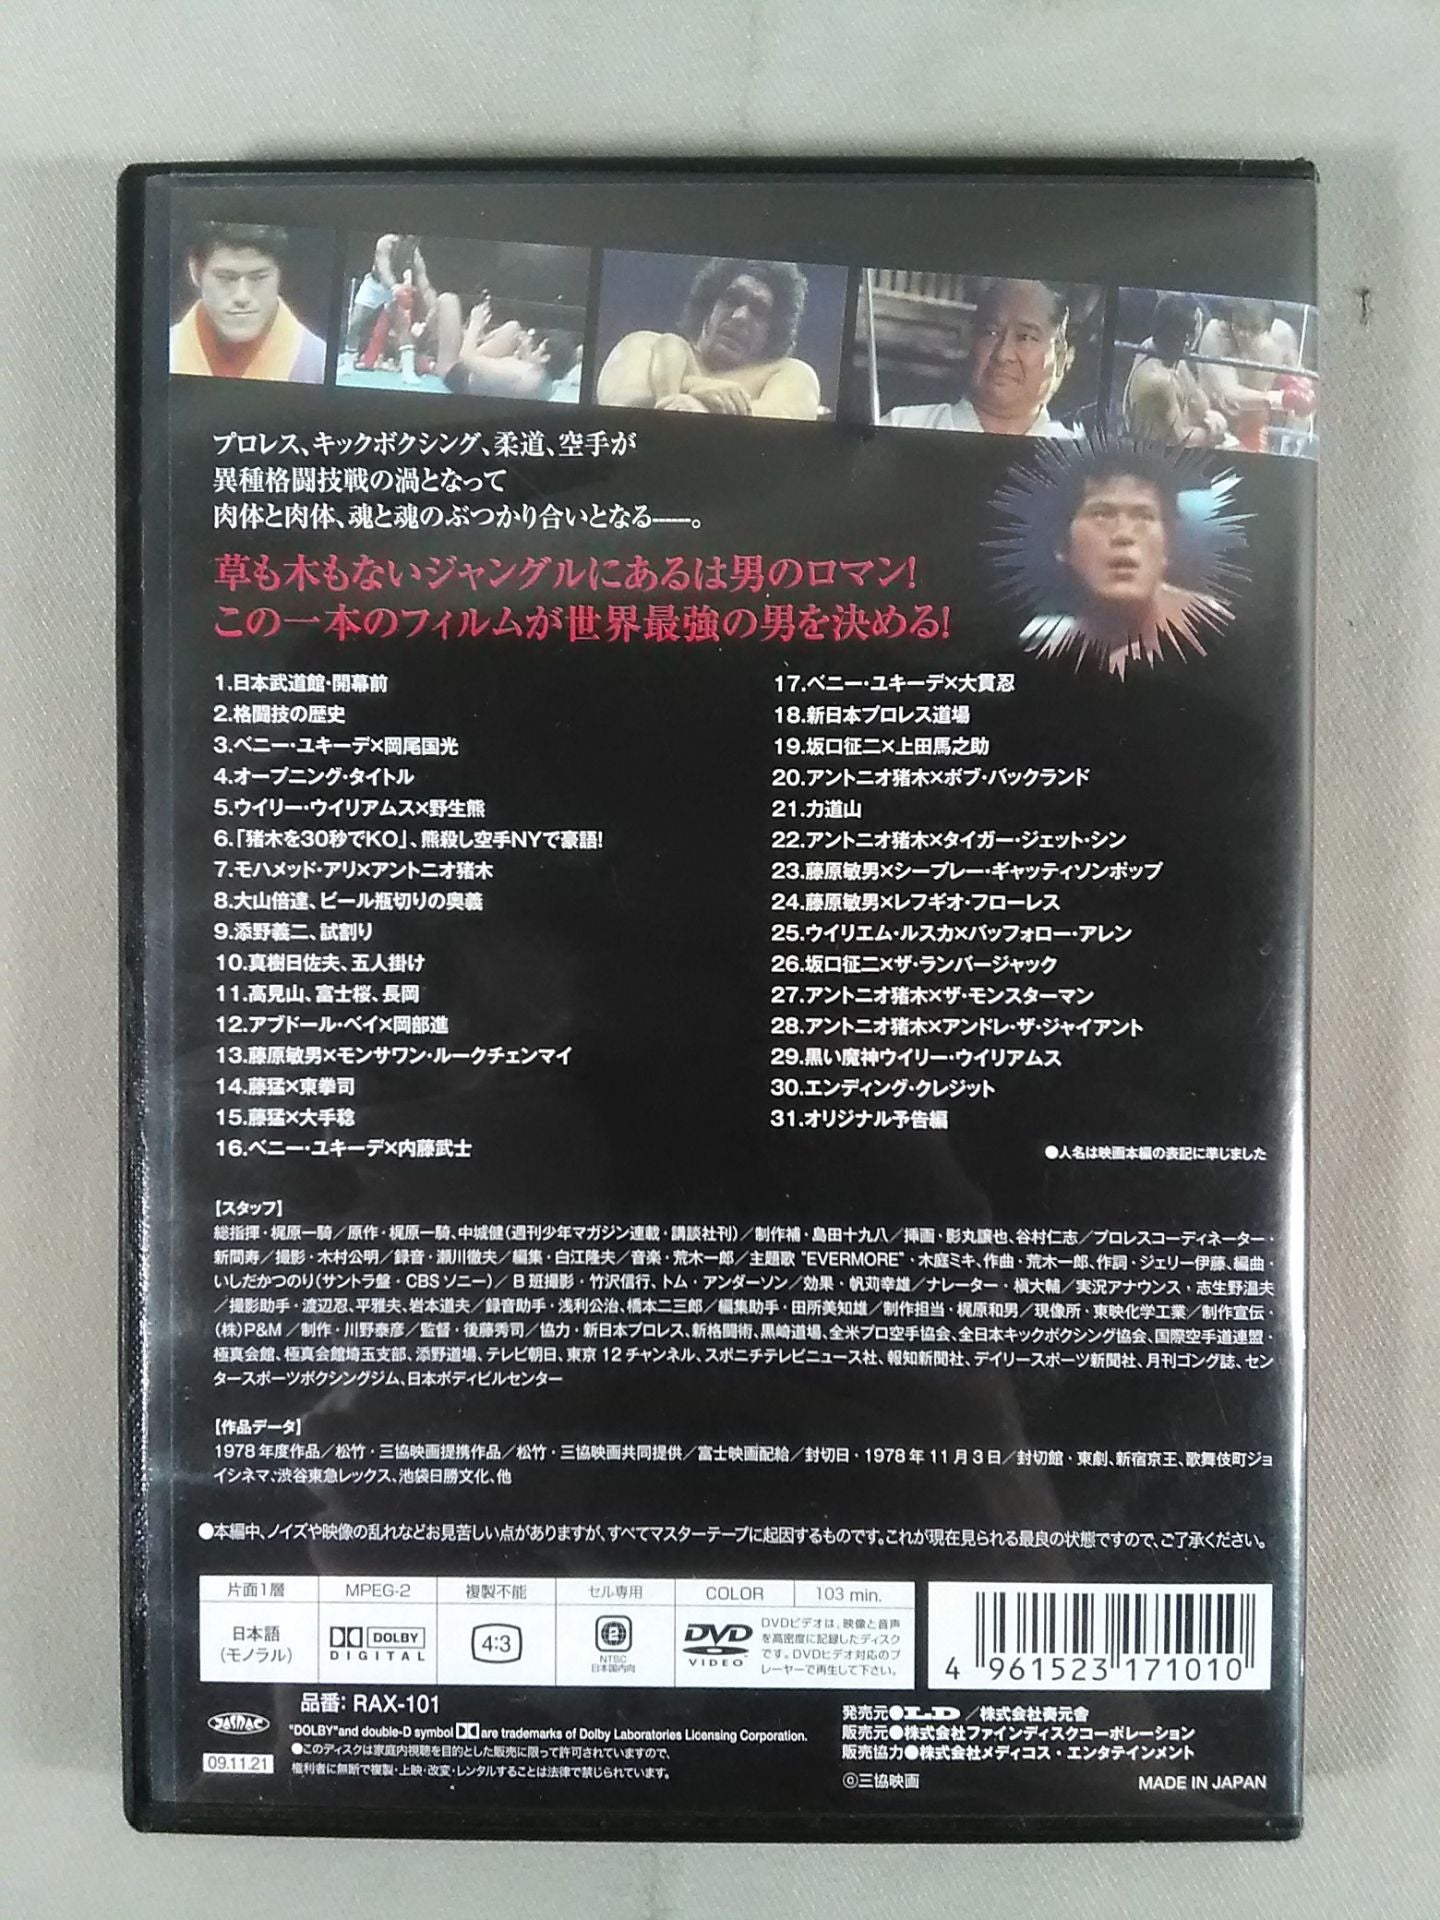 プロレス、キックボクシング、柔道、空手が
異種格闘技戦の渦となって
肉体と肉体、魂と魂のぶつかり合いとなる——。
草も木もないジャングルにあるは男のロマン!
この一本のフィルムが世界最強の男を決める!
1.日本武道館・開幕前
2.格闘技の歴史
3.ベニー・ユキーデ×岡尾国光
4.オープニング・タイトル
5.ウイリー・ウイリアムス×野生熊
6.「猪木を30秒でKO」、熊殺し空手NYで豪語!
7.モハメッド・アリ×アントニオ猪木
8.大山倍達、ビール瓶切りの奥義
9.添野義二、試割り
10.真樹日佐夫、五人掛け
11.高見山、富士桜、長岡
12.アブドール・ベイ×岡部進
13.藤原敏男×モンサワン・ルークチェンマイ
14.藤猛×東拳司
15.藤猛×大手稔
16.ベニー・ユキーデ×内藤武士
17.ベニー・ユキーデ×大貫忍
18.新日本プロレス道場
19.坂口征二×上田馬之助
20.アントニオ猪木×ボブ・バックランド
21.力道山
22.アントニオ猪木×タイガー・ジェット・シン
23.藤原敏男×シープレー・ギャッティソンポップ
24.藤原敏男×レフギオ・フローレス
25.ウイリエム・ルスカ×バッフォロー・アレン
26.坂口征二×ザ・ランバージャック
27.アントニオ猪木×ザ・モンスターマン
28.アントニオ猪木×アンドレ・ザ・ジャイアント
29.黒い魔神ウイリー・ウイリアムス
30.エンディング・クレジット
31.オリジナル予告編
●人名は映画本編の表記に準じました
【スタッフ】
総指揮・梶原一騎／原作・梶原一騎、中城健(週刊少年マガジン連載・講談社刊)／制作補・島田十九八／挿画・影丸譲也、谷村仁志／プロレスコーディネーター・
新間寿／撮影・木村公明／録音・瀬川徹夫／編集・白江隆夫／音楽・荒木一郎／主題歌 "EVERMORE"・木庭ミキ、作曲・荒木一郎、作詞・ジェリー伊藤、編曲・
いしだかつのり(サントラ盤・CBSソニー)／B班撮影・竹沢信行、トム・アンダーソン／効果・帆苅幸雄／ナレーター・槇大輔／実況アナウンス・志生野温夫
／撮影助手・渡辺忍、平雅夫、岩本道夫／録音助手・浅利公治、橋本二三郎／編集助手・田所美知雄／制作担当・梶原和男／現像所・東映化学工業／制作宣伝・
(株)P&M／制作・川野泰彦／監督・後藤秀司／協力・新日本プロレス、新格闘術、黒崎道場、全米プロ空手協会、全日本キックボクシング協会、国際空手道連盟・
極真会館、極真会館埼玉支部、添野道場、テレビ朝日、東京12チャンネル、スポニチテレビニュース社、報知新聞社、デイリースポーツ新聞社、月刊ゴング誌、セン
タースポーツボクシングジム、日本ボディビルセンター
【作品データ】
1978年度作品／松竹・三協映画提携作品／松竹・三協映画共同提供／富士映画配給／封切日・1978年11月3日／封切館・東劇、新宿京王、歌舞伎町ジョ
イシネマ、渋谷東急レックス、池袋日勝文化、他
●本編中、ノイズや映像の乱れなどお見苦しい点がありますが、すべてマスターテープに起因するものです。これが現在見られる最良の状態ですので、ご了承ください。
片面1層 MPEG-2 複製不能 セル専用 COLOR 103 min.
日本語
(モノラル)
DOLBY
DIGITAL
4:3
2
NTSC
日本国内向
DVD
VIDEO
DVDビデオは、映像と音声
を高密度に記録したディスク
です。DVDビデオ対応のプ
レーヤーで再生して下さい。
4 961523 171010
JASRAC
09.11.21
品番: RAX-101
"DOLBY"and double-D symbol are trademarks of Dolby Laboratories Licensing Corporation.
●このディスクは家庭内視聴を目的とした販売に限って許可されていますので、
権利者に無断で複製・上映・改変・レンタルすることは法律で禁じられています。
発売元●LD／株式会社奏元舎
販売元●株式会社ファインディスクコーポレーション
販売協力●株式会社メディコス・エンタテインメント
©三協映画
MADE IN JAPAN